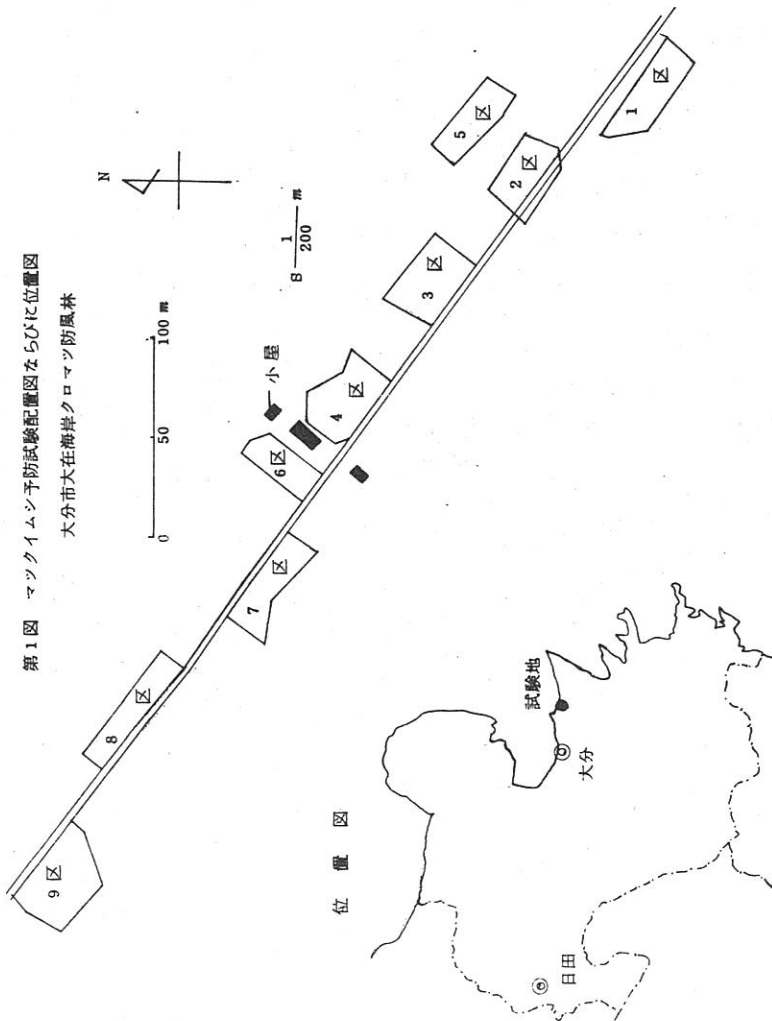 第1図 マツクイムシ予防試験配置図ならびに位置図
大分市大在海岸クロマツ防風林
0 50 100 m
N
S 1/200 m
小屋
1 区
2 区
3 区
4 区
5 区
6 区
7 区
8 区
9 区
位置図
試験地
大分
日田